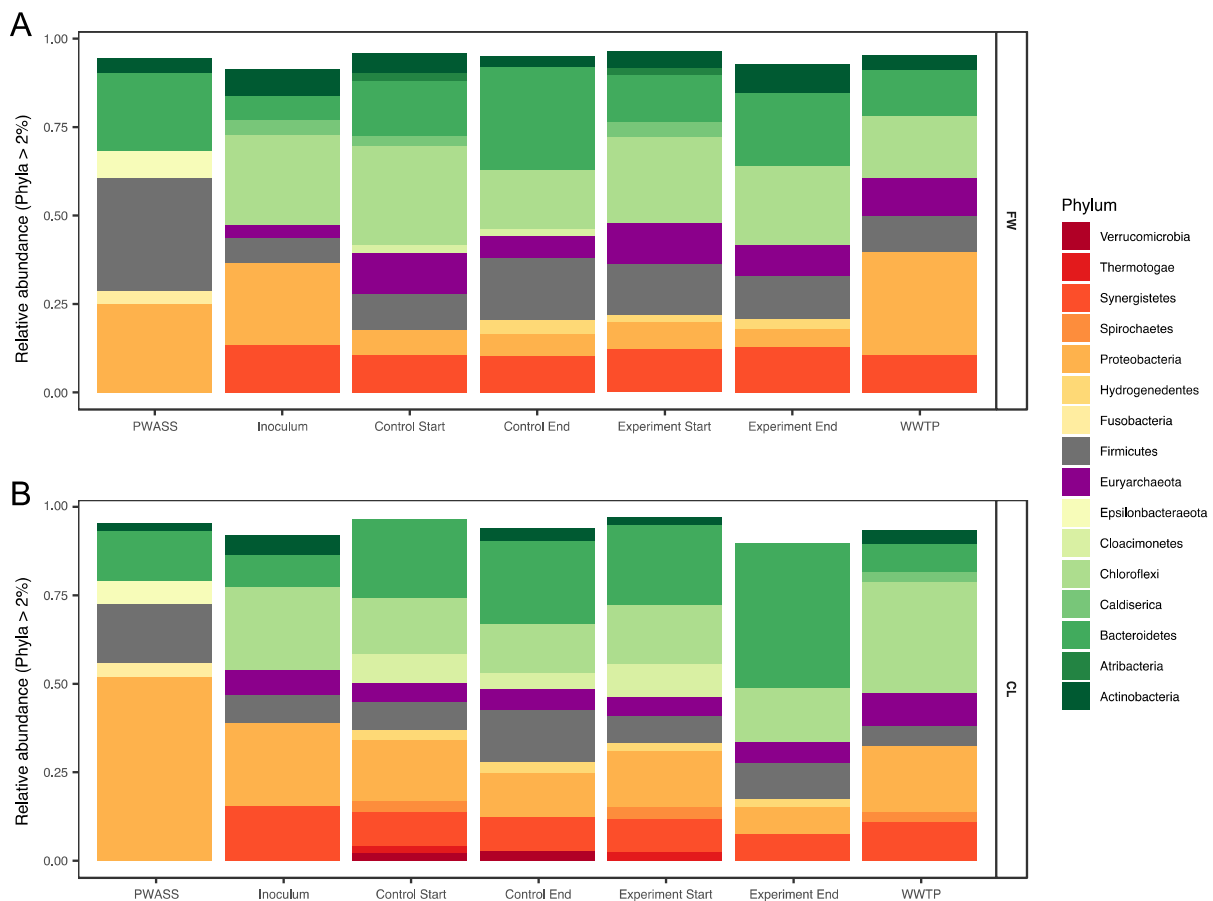 A
Relative abundance (Phyla > 2%)
1.00
0.75
0.50
0.25
0.00
FW
PWASS Inoculum Control Start Control End Experiment Start Experiment End WWTP
B
Relative abundance (Phyla > 2%)
1.00
0.75
0.50
0.25
0.00
CL
PWASS Inoculum Control Start Control End Experiment Start Experiment End WWTP
Phylum
Verrucomicrobia
Thermotogae
Synergistetes
Spirochaetes
Proteobacteria
Hydrogenedentes
Fusobacteria
Firmicutes
Euryarchaeota
Epsilonbacteraeota
Cloacimonetes
Chloroflexi
Caldiserica
Bacteroidetes
Atribacteria
Actinobacteria